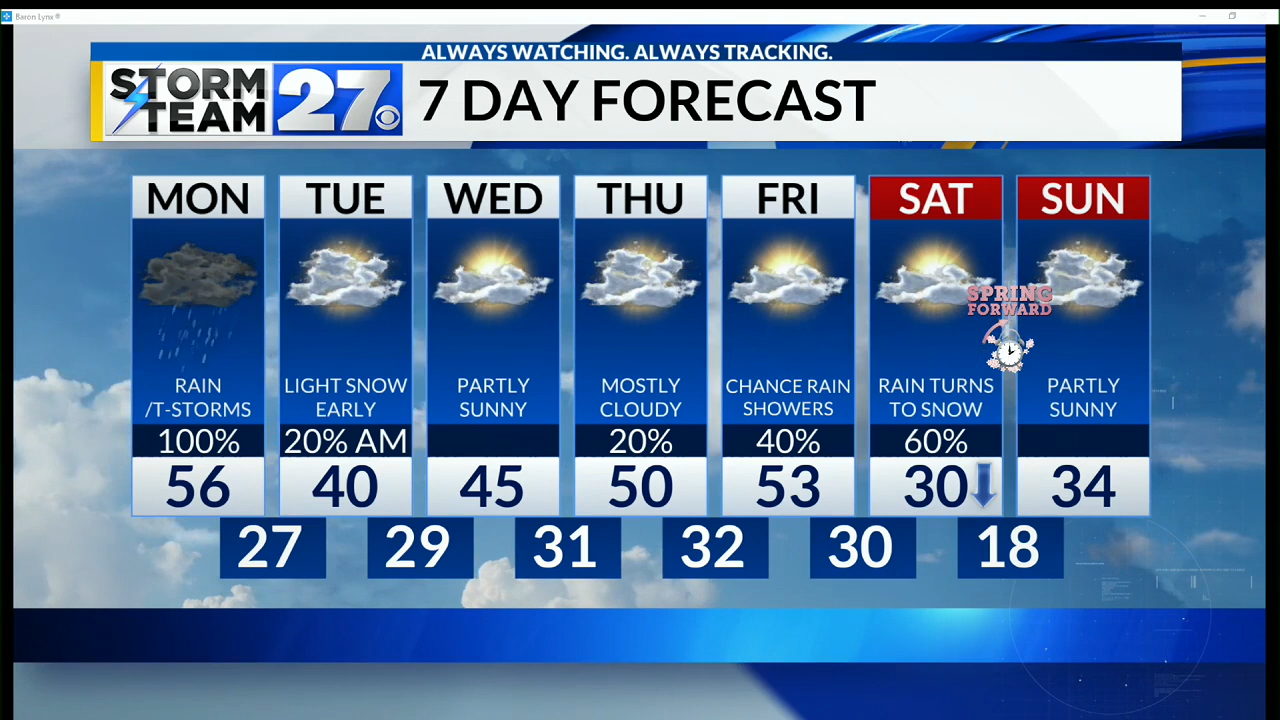 Baron Lynx ®
ALWAYS WATCHING. ALWAYS TRACKING.
STORM
TEAM
27
7 DAY FORECAST
MON
TUE
WED
THU
FRI
SAT
SUN
SPRING
FORWARD
RAIN
/T-STORMS
LIGHT SNOW
EARLY
PARTLY
SUNNY
MOSTLY
CLOUDY
CHANCE RAIN
SHOWERS
RAIN TURNS
TO SNOW
PARTLY
SUNNY
100%
20% AM
20%
40%
60%
56
40
45
50
53
30
34
27
29
31
32
30
18